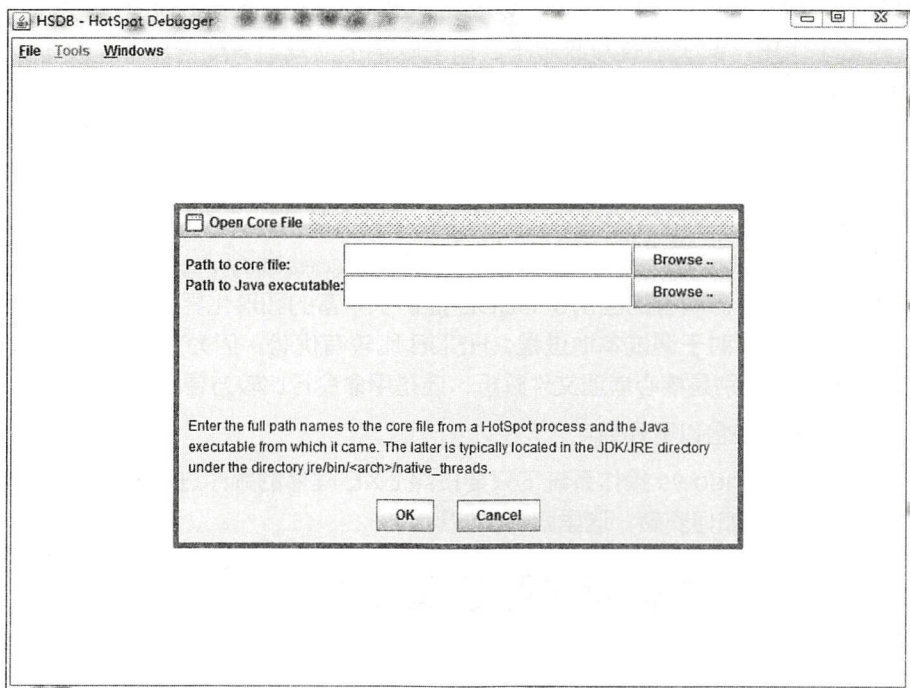 HSDB - HotSpot Debugger
File Tools Windows
Open Core File
Path to core file:
Browse ..
Path to Java executable:
Browse ..
Enter the full path names to the core file from a HotSpot process and the Java
executable from which it came. The latter is typically located in the JDK/JRE directory
under the directory jre/bin/<arch>/native_threads.
OK Cancel